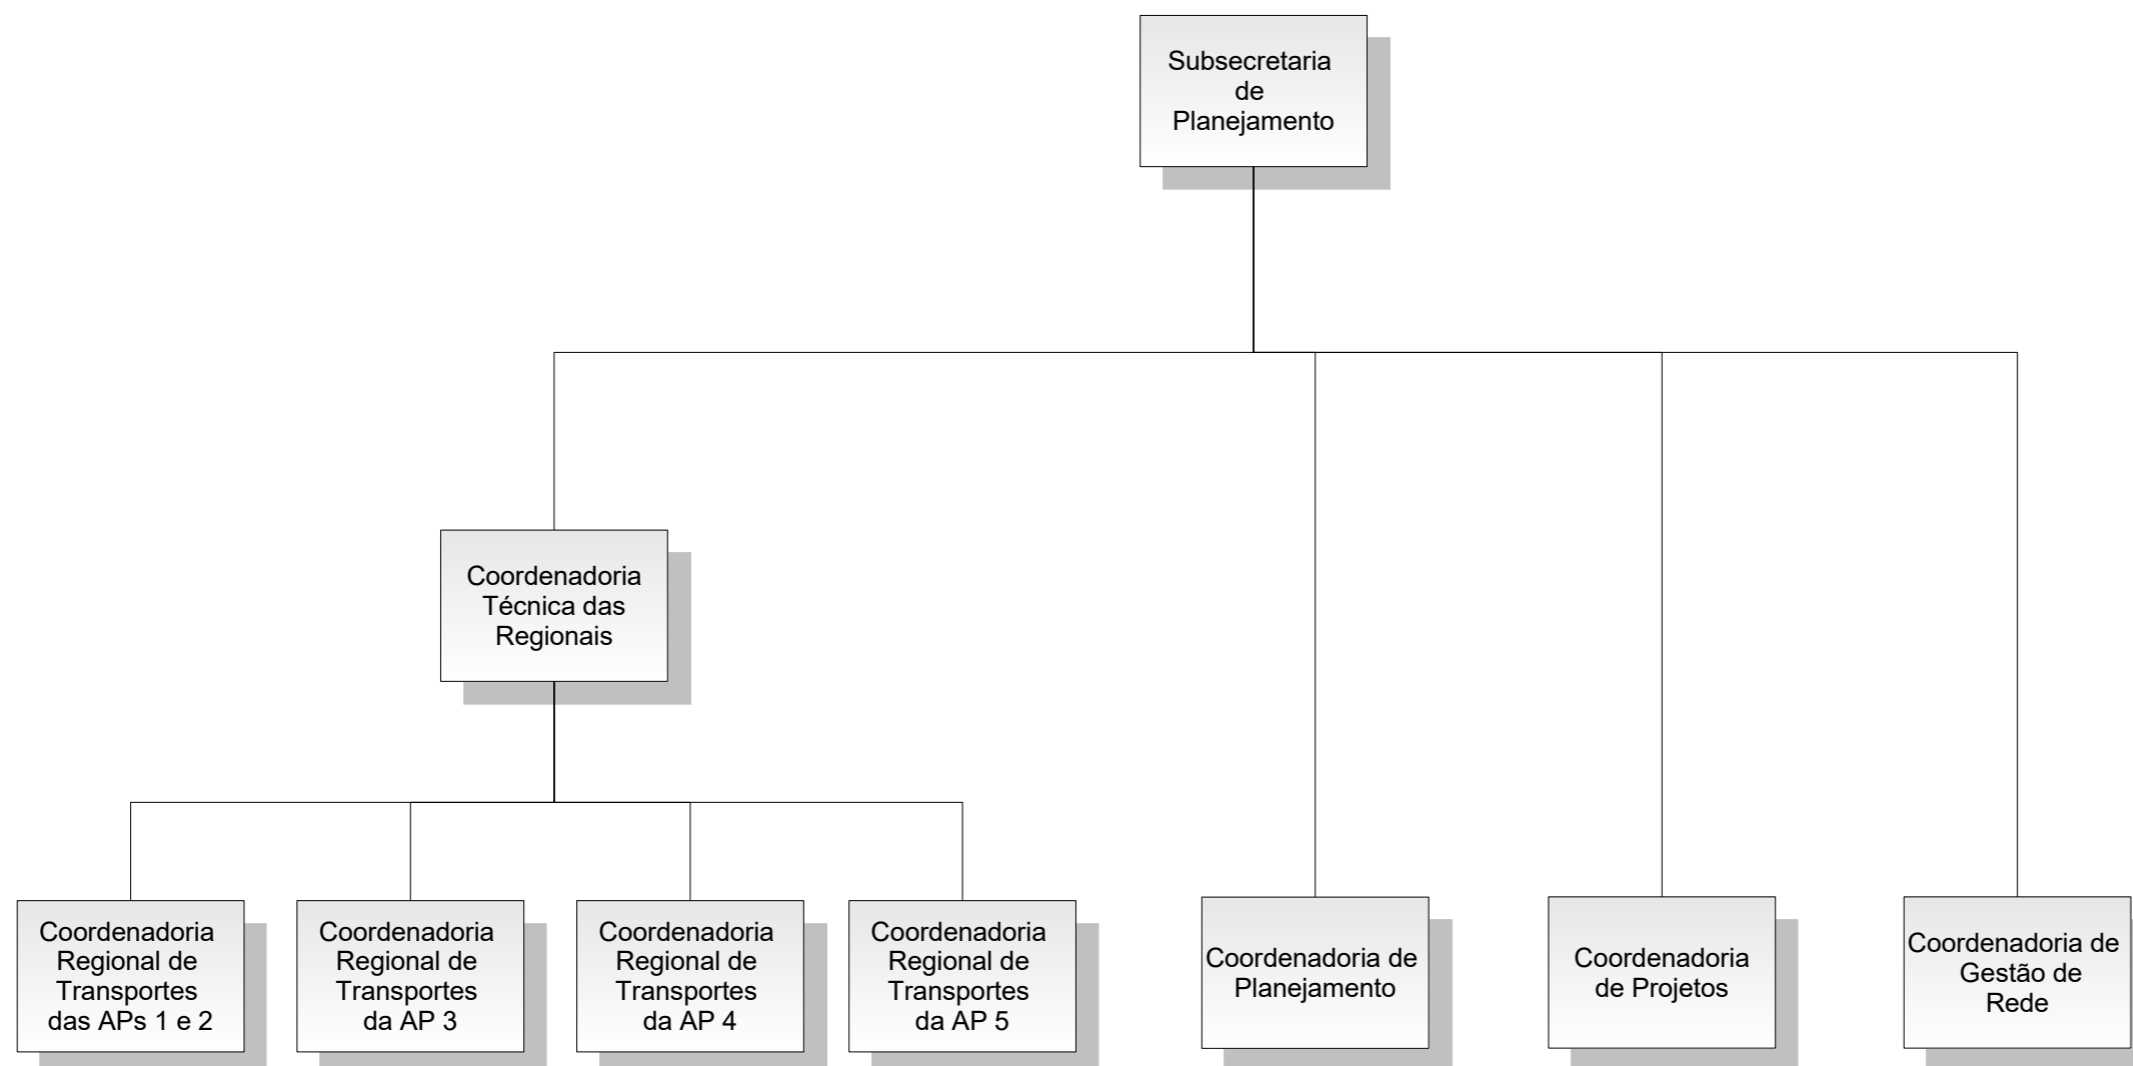 Subsecretaria
de
Planejamento
Coordenadoria
Técnica das
Regionais
Coordenadoria
Regional de
Transportes
das APs 1 e 2
Coordenadoria
Regional de
Transportes
da AP 3
Coordenadoria
Regional de
Transportes
da AP 4
Coordenadoria
Regional de
Transportes
da AP 5
Coordenadoria de
Planejamento
Coordenadoria
de Projetos
Coordenadoria de
Gestão de
Rede